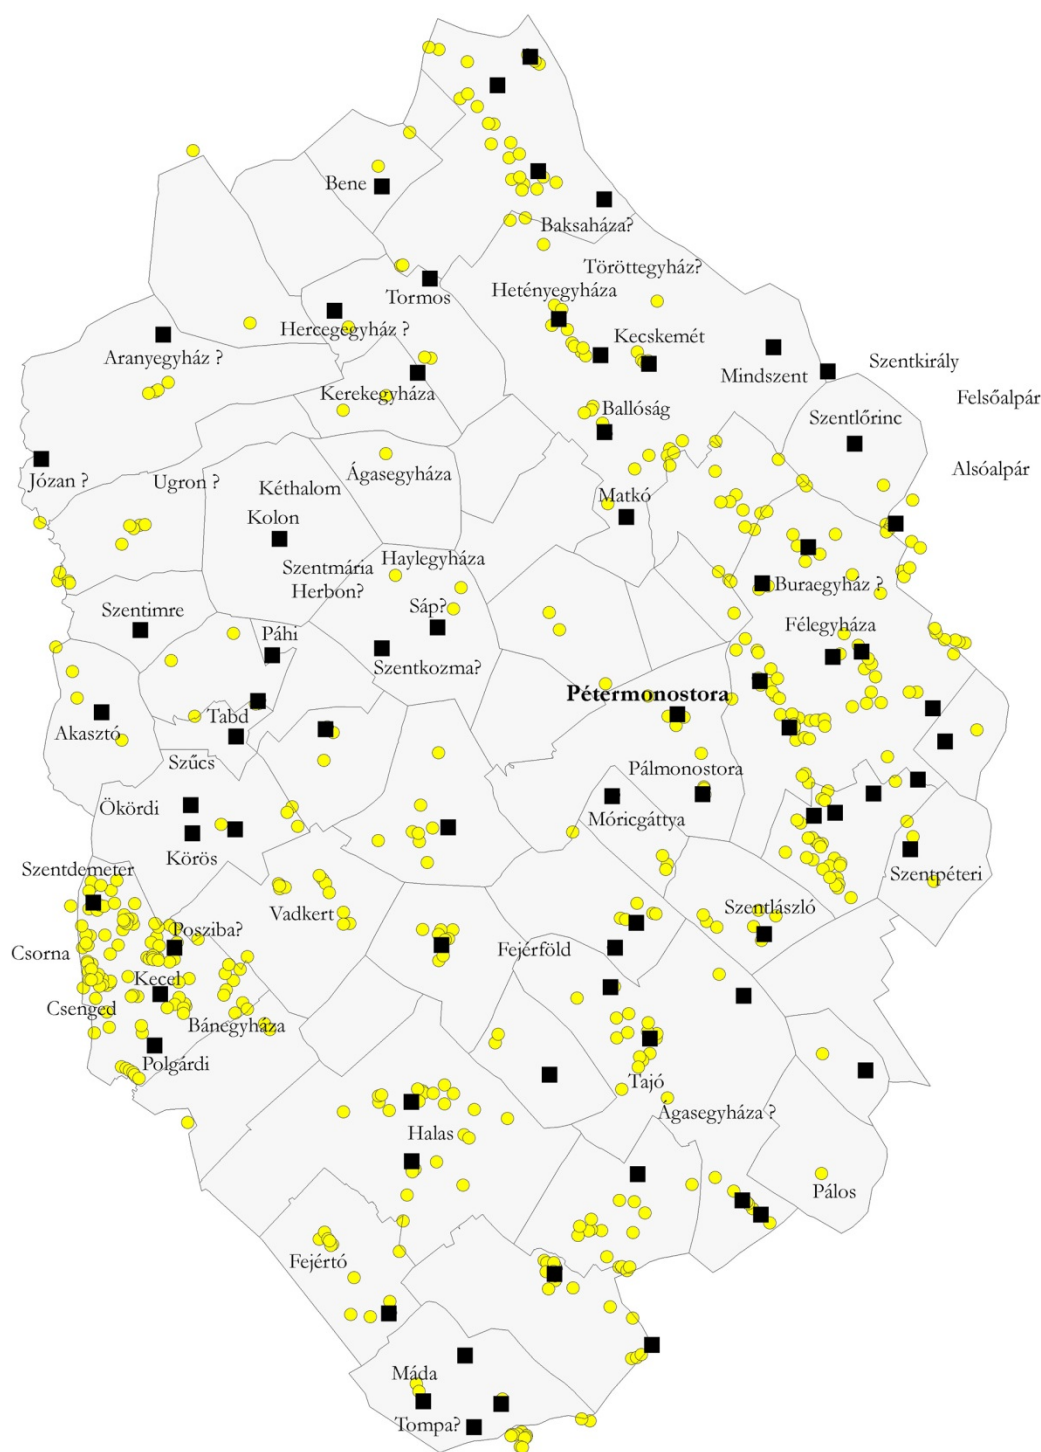 Bene
Baksaháza?
Töröttegyház?
Tormos
Hetényegyháza
Hercegegyház ?
Kecskemét
Aranyegyház ?
Szentkirály
Mindszent
Kerekegyháza
Felsőalpár
Ballóság
Szentlőrinc
Józan ?
Ugron ?
Kéthalom
Ágasegyháza
Alsóalpár
Matkó
Kolon
Szentmária
Haylegyháza
Herbon?
Buraegyház ?
Szentimre
Sáp?
Páhi
Félegyháza
Szentkozma?
Pétermonostora
Akasztó
Tabd
Szűcs
Pálmonostora
Ökördi
Móricgáttya
Körös
Szentdemeter
Szentpéteri
Vadkert
Szentlászló
Posziba?
Csorna
Fejérföld
Kecel
Csenged
Bánegyháza
Polgárdi
Tajó
Ágasegyháza ?
Halas
Pálos
Fejértó
Máda
Tompa?